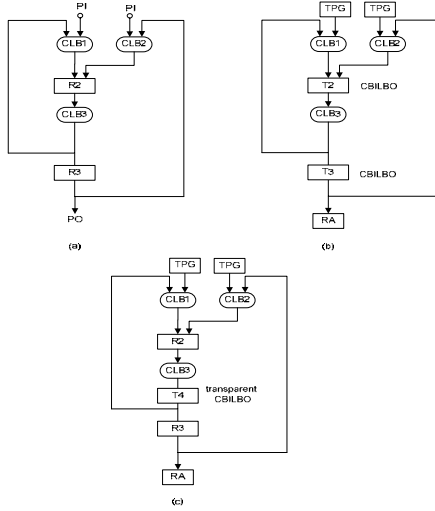 PI PI
CLB1 CLB2
R2
CLB3
R3
PO
(a)
TPG TPG
CLB1 CLB2
T2 CBILBO
CLB3
T3 CBILBO
RA
(b)
TPG TPG
CLB1 CLB2
R2
CLB3
T4 transparent
CBILBO
R3
RA
(c)